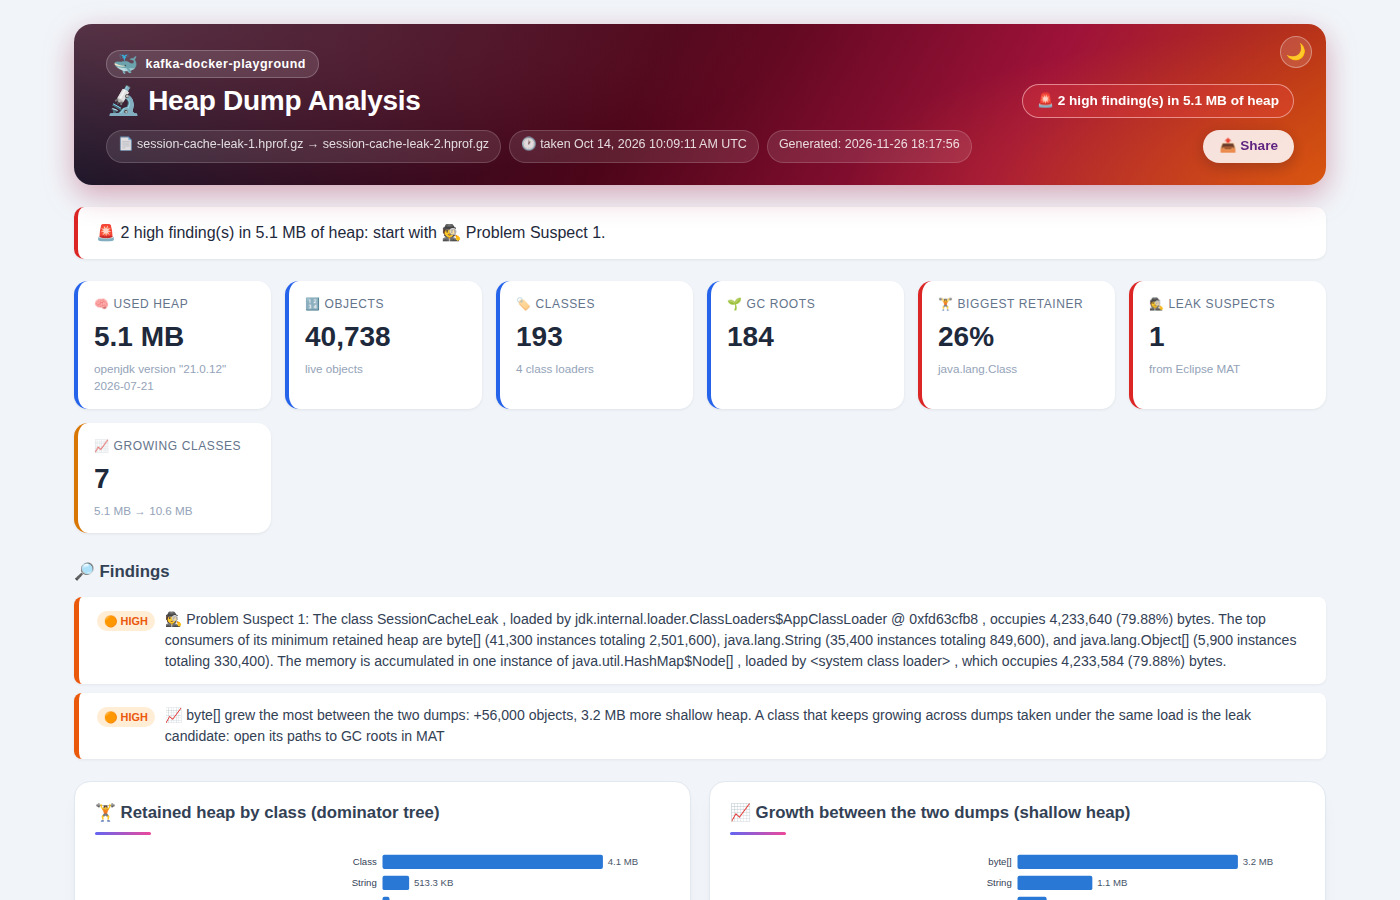 🐳 kafka-docker-playground
🔬 Heap Dump Analysis
🚨 2 high finding(s) in 5.1 MB of heap
📄 session-cache-leak-1.hprof.gz → session-cache-leak-2.hprof.gz
🕐 taken Oct 14, 2026 10:09:11 AM UTC
Generated: 2026-11-26 18:17:56
📤 Share
🚨 2 high finding(s) in 5.1 MB of heap: start with 🕵️ Problem Suspect 1.
🧠 USED HEAP
5.1 MB
openjdk version "21.0.12"
2026-07-21
🔢 OBJECTS
40,738
live objects
🏷️ CLASSES
193
4 class loaders
🌱 GC ROOTS
184
🏋️ BIGGEST RETAINER
26%
java.lang.Class
🕵️ LEAK SUSPECTS
1
from Eclipse MAT
📈 GROWING CLASSES
7
5.1 MB → 10.6 MB
🔎 Findings
🟠 HIGH
🕵️ Problem Suspect 1: The class SessionCacheLeak , loaded by jdk.internal.loader.ClassLoaders$AppClassLoader @ 0xfd63cfb8 , occupies 4,233,640 (79.88%) bytes. The top
consumers of its minimum retained heap are byte[] (41,300 instances totaling 2,501,600), java.lang.String (35,400 instances totaling 849,600), and java.lang.Object[] (5,900 instances
totaling 330,400). The memory is accumulated in one instance of java.util.HashMap$Node[] , loaded by <system class loader> , which occupies 4,233,584 (79.88%) bytes.
🟠 HIGH
📈 byte[] grew the most between the two dumps: +56,000 objects, 3.2 MB more shallow heap. A class that keeps growing across dumps taken under the same load is the leak
candidate: open its paths to GC roots in MAT
🏋️ Retained heap by class (dominator tree)
Class 4.1 MB
String 513.3 KB
📈 Growth between the two dumps (shallow heap)
byte[] 3.2 MB
String 1.1 MB